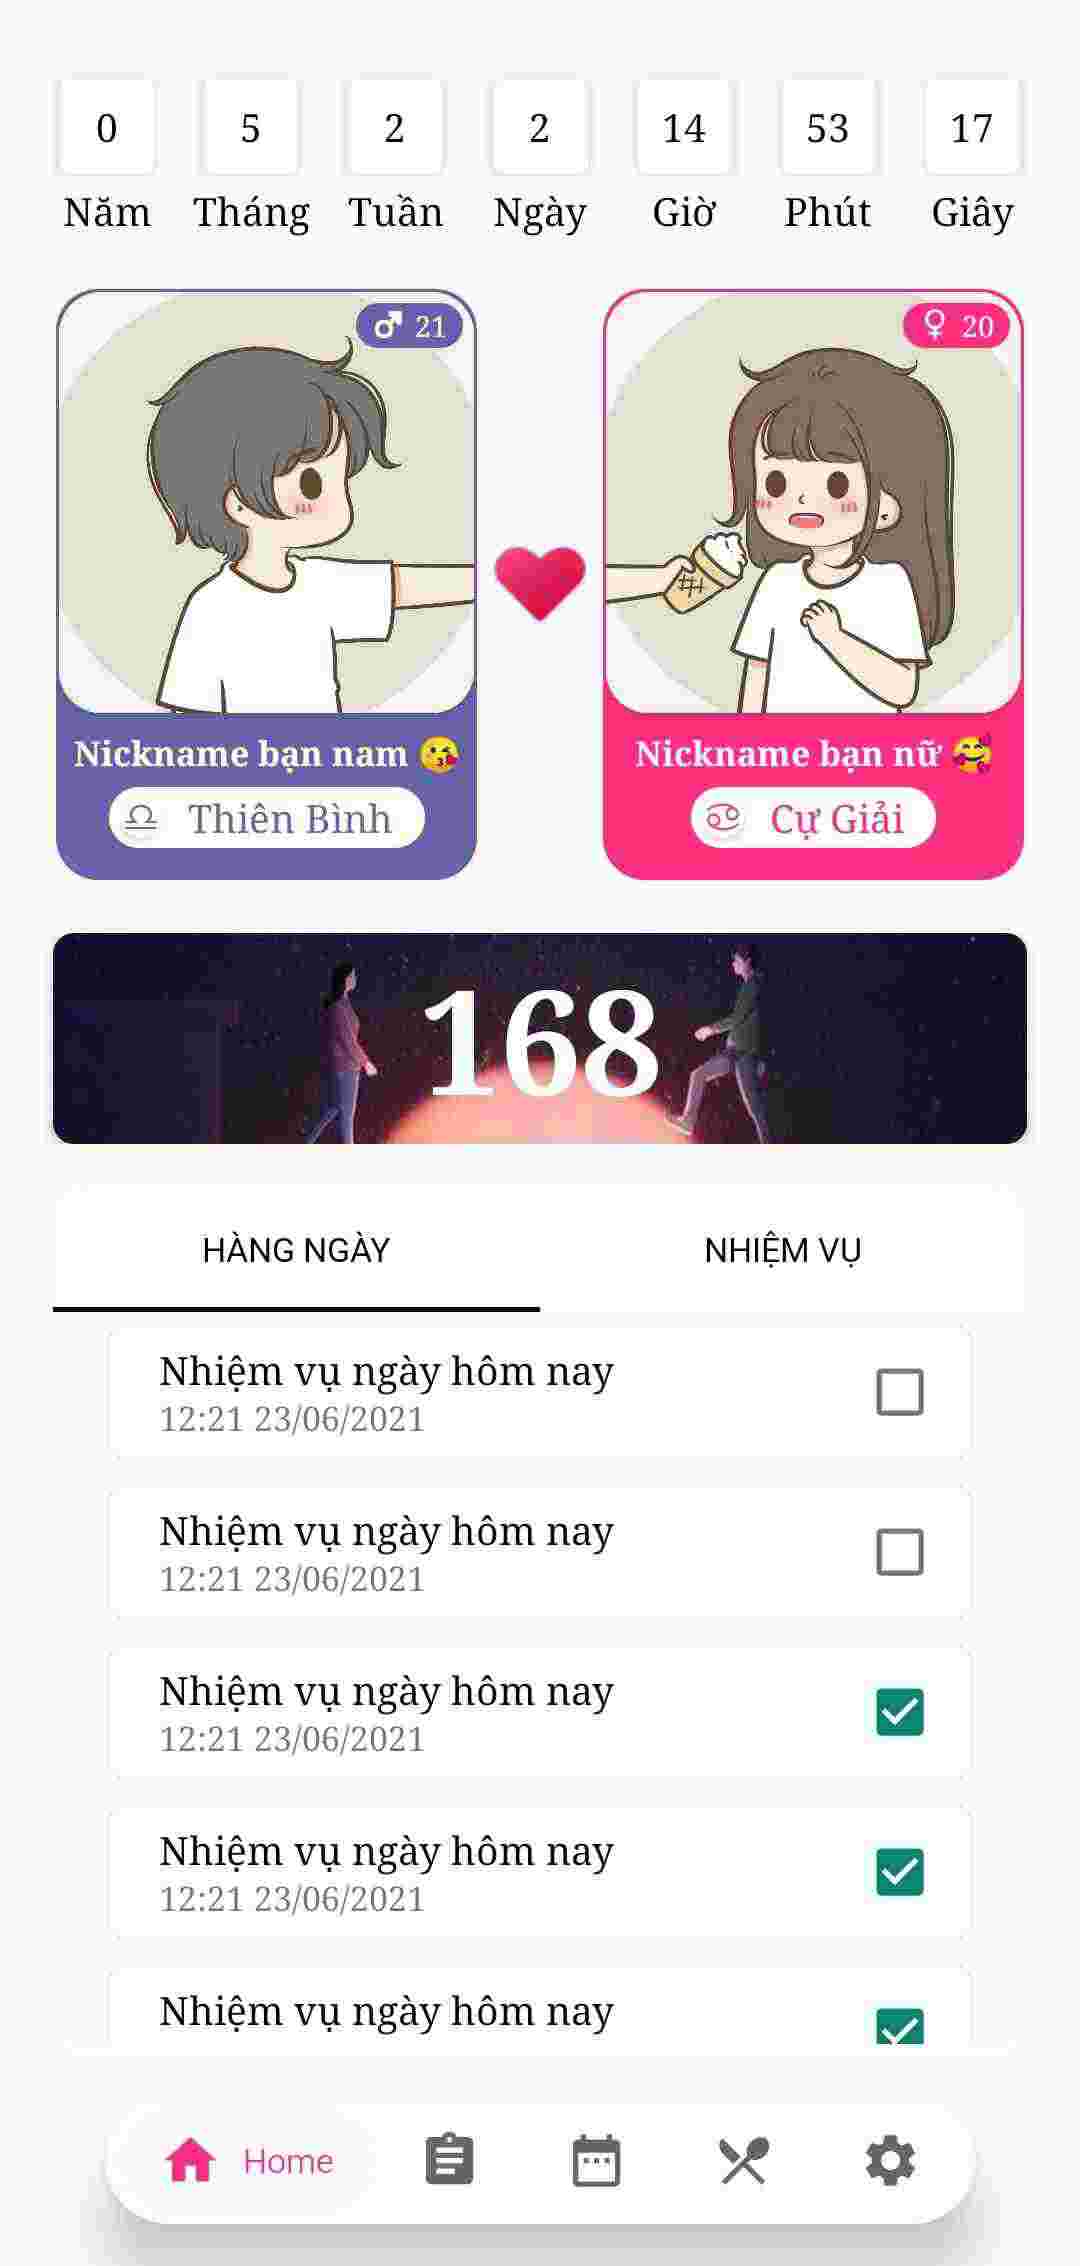 0 5 2 2 14 53 17
Năm Tháng Tuần Ngày Giờ Phút Giây
21
20
Nickname bạn nam 😘
Thiên Bình
Nickname bạn nữ 🥰
Cự Giải
168
HÀNG NGÀY NHIỆM VỤ
Nhiệm vụ ngày hôm nay
12:21 23/06/2021
Nhiệm vụ ngày hôm nay
12:21 23/06/2021
Nhiệm vụ ngày hôm nay
12:21 23/06/2021
Nhiệm vụ ngày hôm nay
12:21 23/06/2021
Nhiệm vụ ngày hôm nay
Home